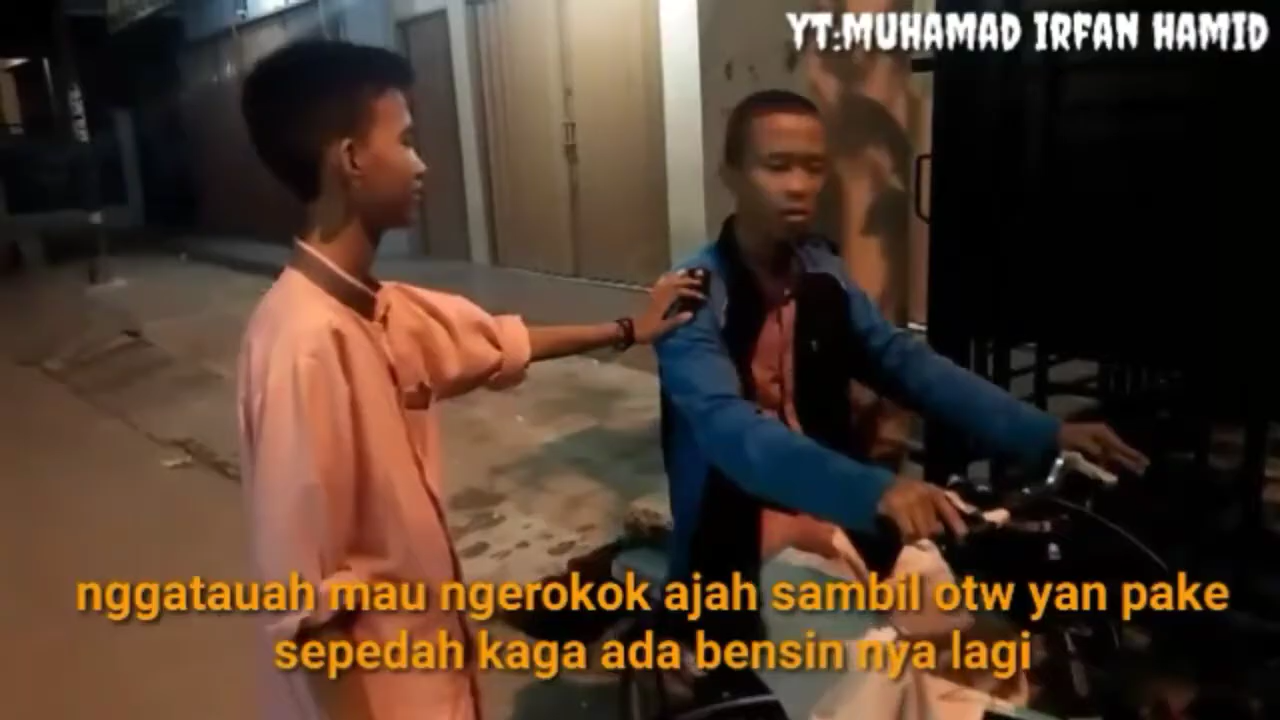 YT:MUHAMAD IRFAN HAMID
nggatauah mau ngerokok ajah sambil otw yan pake
sepedah kaga ada bensin nya lagi